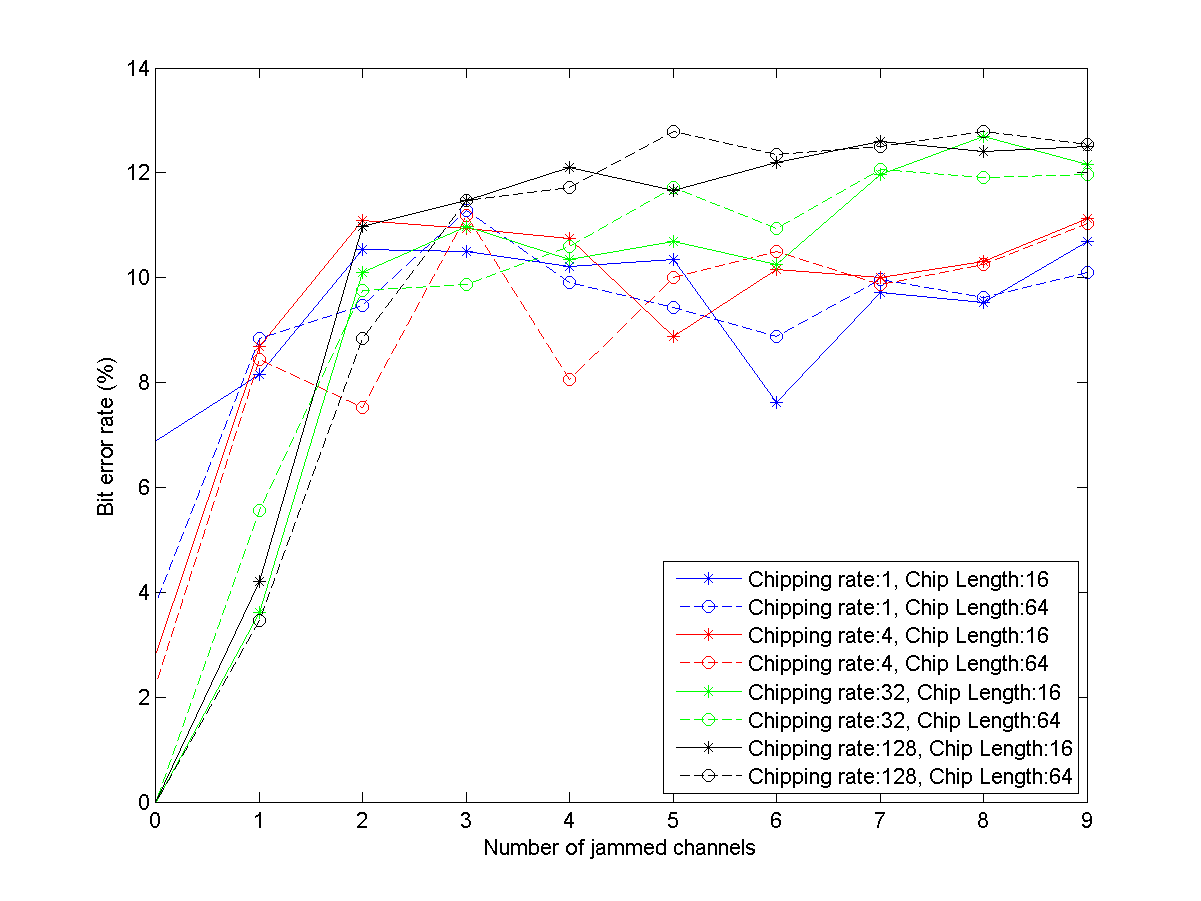 14
12
10
8
6
4
2
0
Bit error rate (%)
Chipping rate:1, Chip Length:16
Chipping rate:1, Chip Length:64
Chipping rate:4, Chip Length:16
Chipping rate:4, Chip Length:64
Chipping rate:32, Chip Length:16
Chipping rate:32, Chip Length:64
Chipping rate:128, Chip Length:16
Chipping rate:128, Chip Length:64
0 1 2 3 4 5 6 7 8 9
Number of jammed channels